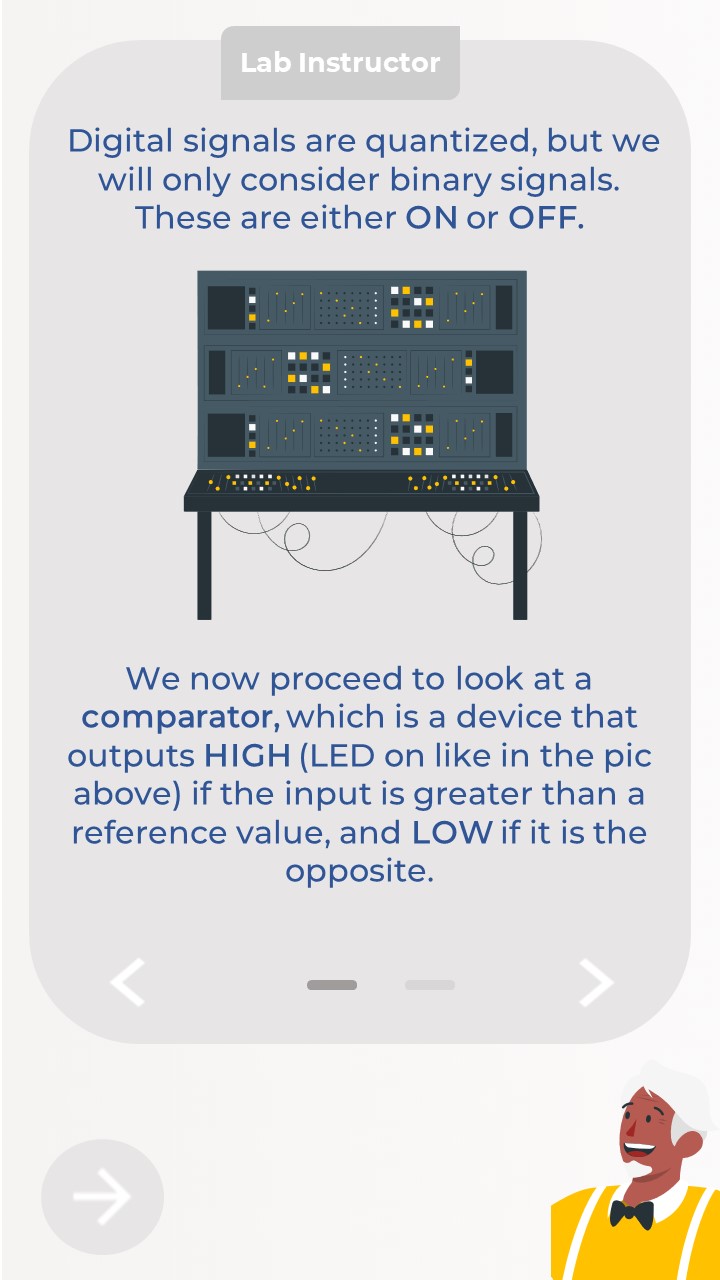 Lab Instructor
Digital signals are quantized, but we
will only consider binary signals.
These are either ON or OFF.
We now proceed to look at a
comparator, which is a device that
outputs HIGH (LED on like in the pic
above) if the input is greater than a
reference value, and LOW if it is the
opposite.